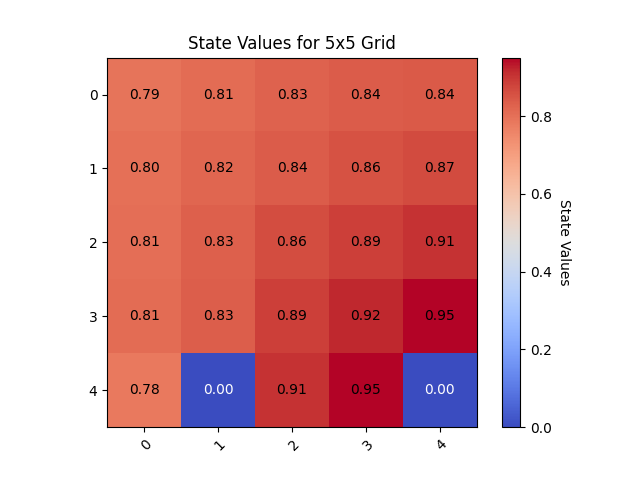 State Values for 5x5 Grid
0 0.79 0.81 0.83 0.84 0.84
1 0.80 0.82 0.84 0.86 0.87
2 0.81 0.83 0.86 0.89 0.91
3 0.81 0.83 0.89 0.92 0.95
4 0.78 0.00 0.91 0.95 0.00
0 1 2 3 4
0.8
0.6
0.4
0.2
0.0
State Values